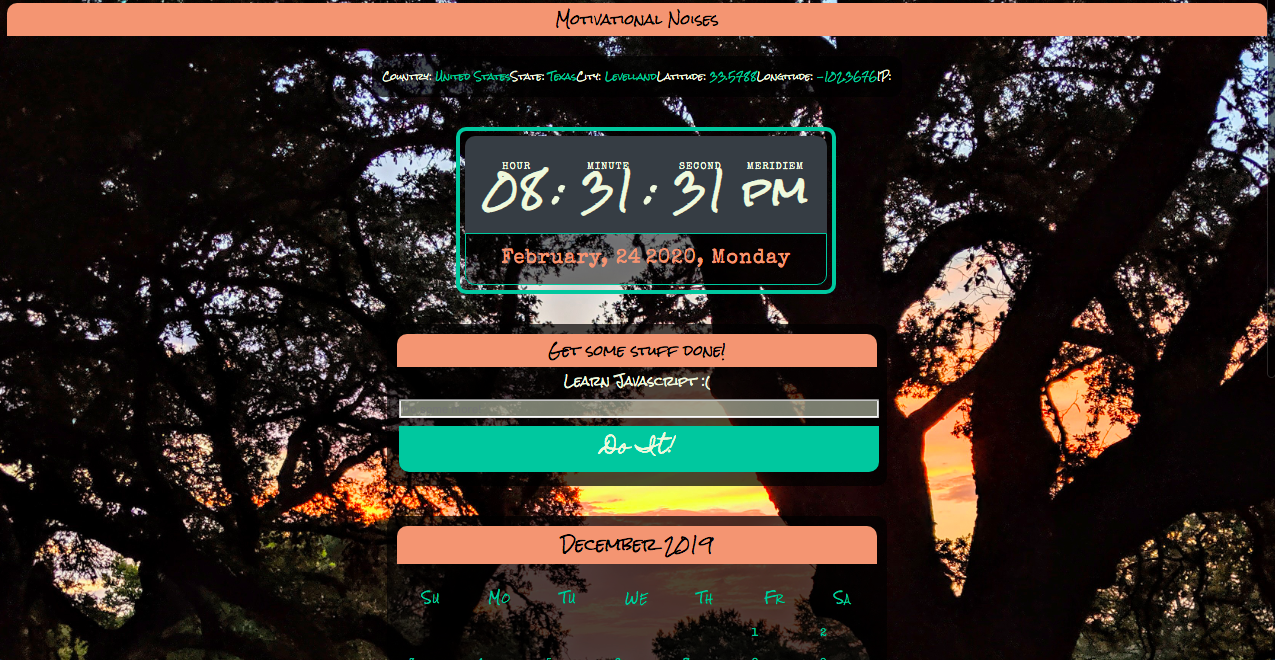 Motivational Noises
Country: United StatesState: TexasCity: LevellandLatitude: 33.5788Longitude: -102.3676IP:
HOUR MINUTE SECOND MERIDIEM
08: 31 : 31 PM
February, 24 2020, Monday
Get some stuff done!
Learn Javascript :(
Do It!
December 2019
Su Mo Tu We Th Fr Sa
1 2